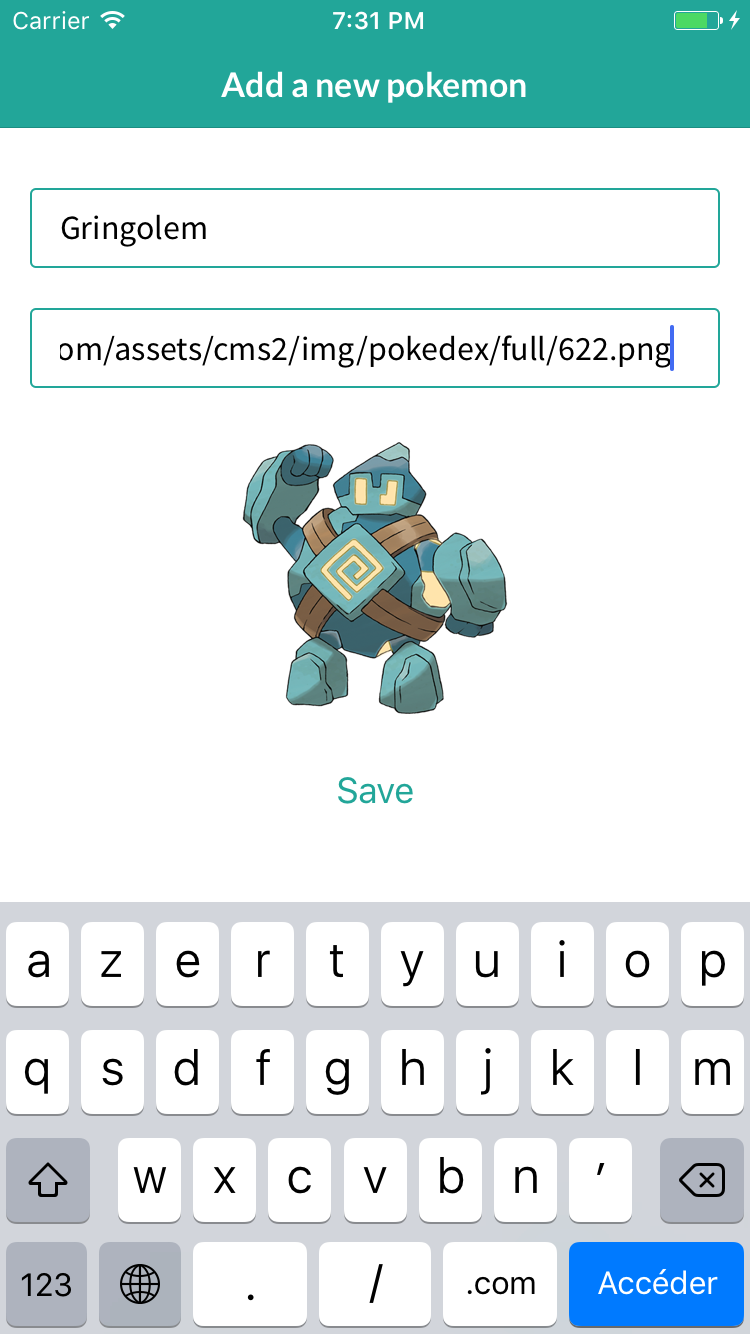 Carrier 7:31 PM
Add a new pokemon
Gringolem
om/assets/cms2/img/pokedex/full/622.png
Save
a z e r t y u i o p
q s d f g h j k l m
w x c v b n ′
123 . / .com Accéder